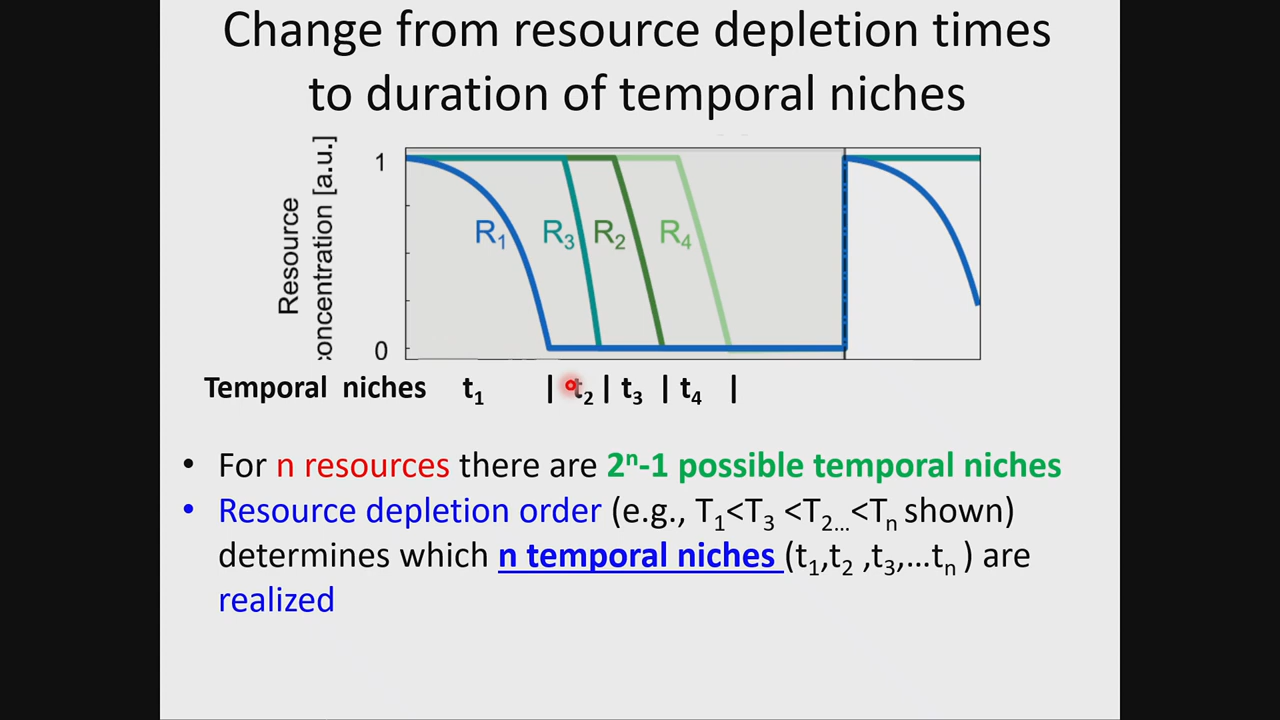 Change from resource depletion times
to duration of temporal niches
Resource
concentration [a.u.]
1
0
R₁ R₃ R₂ R₄
Temporal niches t₁ | t₂ | t₃ | t₄ |
• For n resources there are 2ⁿ-1 possible temporal niches
• Resource depletion order (e.g., T₁<T₃ <T₂...<Tₙ shown)
determines which n temporal niches (t₁,t₂ ,t₃,...tₙ ) are
realized